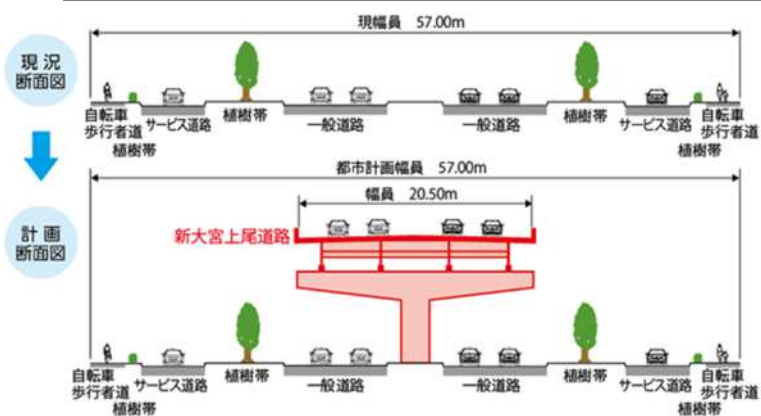 現幅員 57.00m
現 況
断面図
自転車
歩行者道
植樹帯
サービス道路
植樹帯
一般道路
一般道路
植樹帯
サービス道路
自転車
歩行者道
植樹帯
都市計画幅員 57.00m
幅員 20.50m
計 画
断面図
新大宮上尾道路
自転車
歩行者道
植樹帯
サービス道路
植樹帯
一般道路
一般道路
植樹帯
サービス道路
自転車
歩行者道
植樹帯